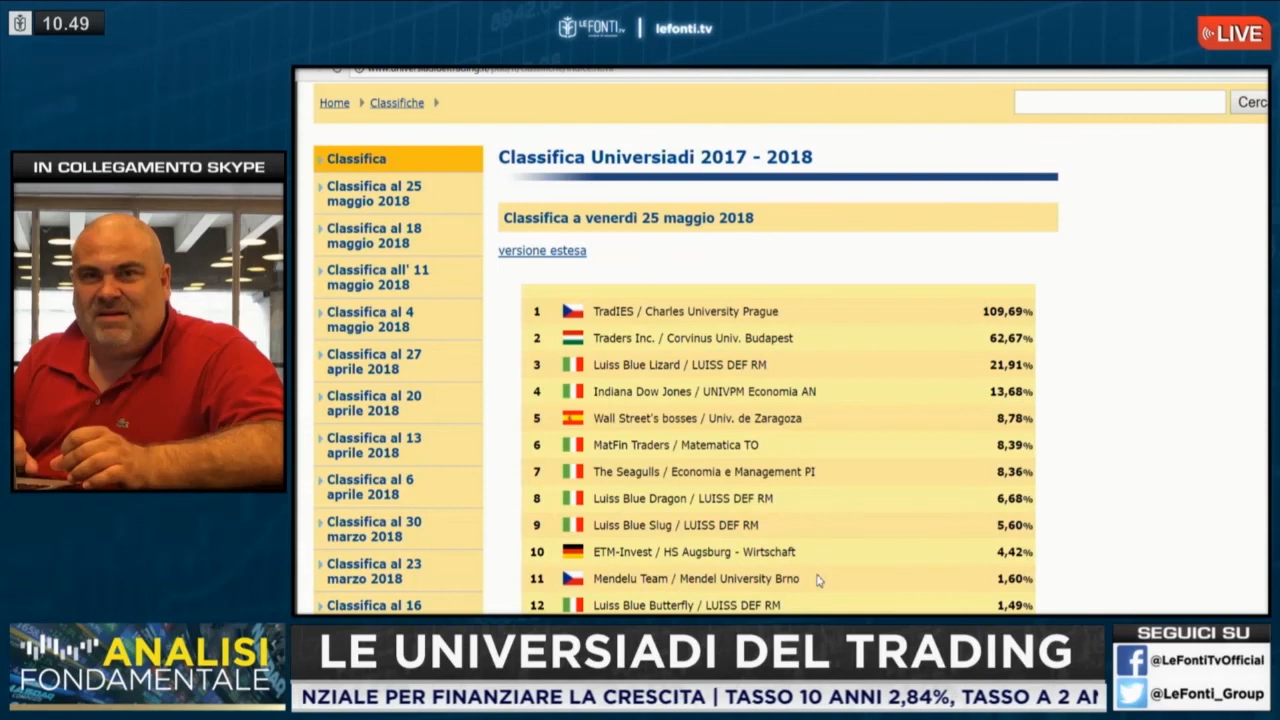 10.49
LE FONTI TV
lefonti.tv
LIVE
IN COLLEGAMENTO SKYPE
Home
Classifiche
Cerc
Classifica
Classifica al 25
maggio 2018
Classifica al 18
maggio 2018
Classifica all' 11
maggio 2018
Classifica al 4
maggio 2018
Classifica al 27
aprile 2018
Classifica al 20
aprile 2018
Classifica al 13
aprile 2018
Classifica al 6
aprile 2018
Classifica al 30
marzo 2018
Classifica al 23
marzo 2018
Classifica al 16
Classifica Universiadi 2017 - 2018
Classifica a venerdì 25 maggio 2018
versione estesa
1 TradIES / Charles University Prague 109,69%
2 Traders Inc. / Corvinus Univ. Budapest 62,67%
3 Luiss Blue Lizard / LUISS DEF RM 21,91%
4 Indiana Dow Jones / UNIVPM Economia AN 13,68%
5 Wall Street's bosses / Univ. de Zaragoza 8,78%
6 MatFin Traders / Matematica TO 8,39%
7 The Seagulls / Economia e Management PI 8,36%
8 Luiss Blue Dragon / LUISS DEF RM 6,68%
9 Luiss Blue Slug / LUISS DEF RM 5,60%
10 ETM-Invest / HS Augsburg - Wirtschaft 4,42%
11 Mendelu Team / Mendel University Brno 1,60%
12 Luiss Blue Butterfly / LUISS DEF RM 1,49%
ANALISI
FONDAMENTALE
LE UNIVERSIADI DEL TRADING
NZIALE PER FINANZIARE LA CRESCITA | TASSO 10 ANNI 2,84%, TASSO A 2 AN
SEGUICI SU
@LeFontiTvOfficial
@LeFonti_Group